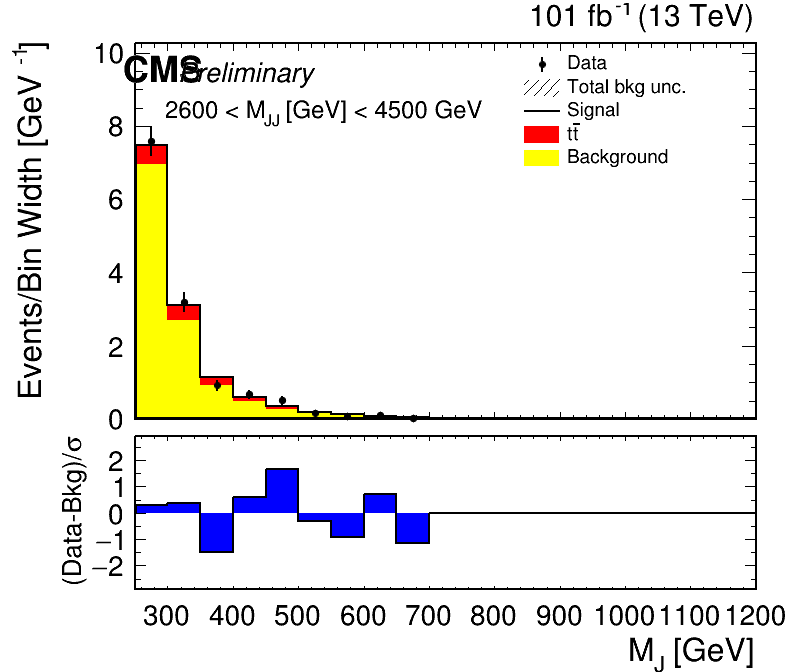 101 fb⁻¹ (13 TeV)
CMS Preliminary
2600 < M_JJ [GeV] < 4500 GeV
Data
Total bkg unc.
Signal
tt̄
Background
Events/Bin Width [GeV⁻¹]
10
8
6
4
2
0
(Data-Bkg)/σ
2
1
0
−1
−2
300 400 500 600 700 800 900 1000 1100 1200
M_J [GeV]